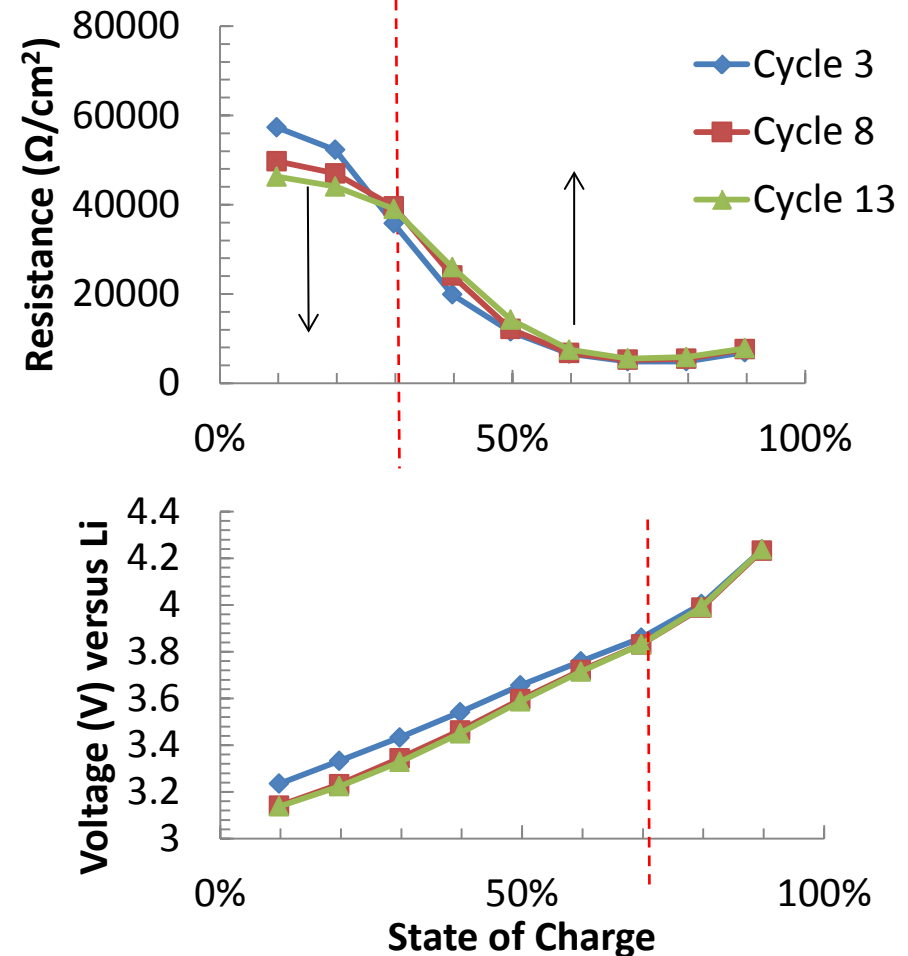 80000
60000
40000
20000
0
Resistance (Ω/cm²)
Cycle 3
Cycle 8
Cycle 13
0% 50% 100%
4.4
4.2
4
3.8
3.6
3.4
3.2
3
Voltage (V) versus Li
0% 50% 100%
State of Charge